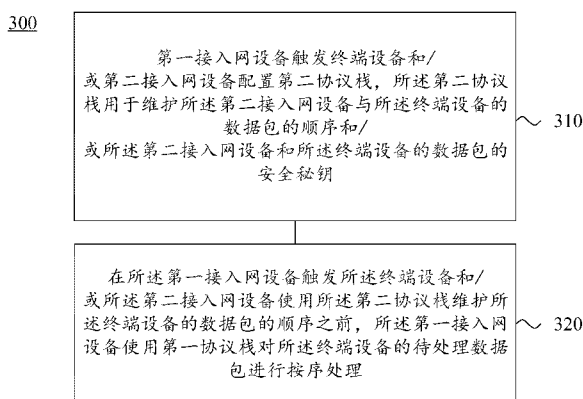 300
第一接入网设备触发终端设备和/
或第二接入网设备配置第二协议栈，所述第二协议
栈用于维护所述第二接入网设备与所述终端设备的
数据包的顺序和/
或所述第二接入网设备和所述终端设备的数据包的
安全秘钥
310
在所述第一接入网设备触发所述终端设备和/
或所述第二接入网设备使用所述第二协议栈维护所
述终端设备的数据包的顺序之前，所述第一接入网
设备使用第一协议栈对所述终端设备的待处理数据
包进行按序处理
320